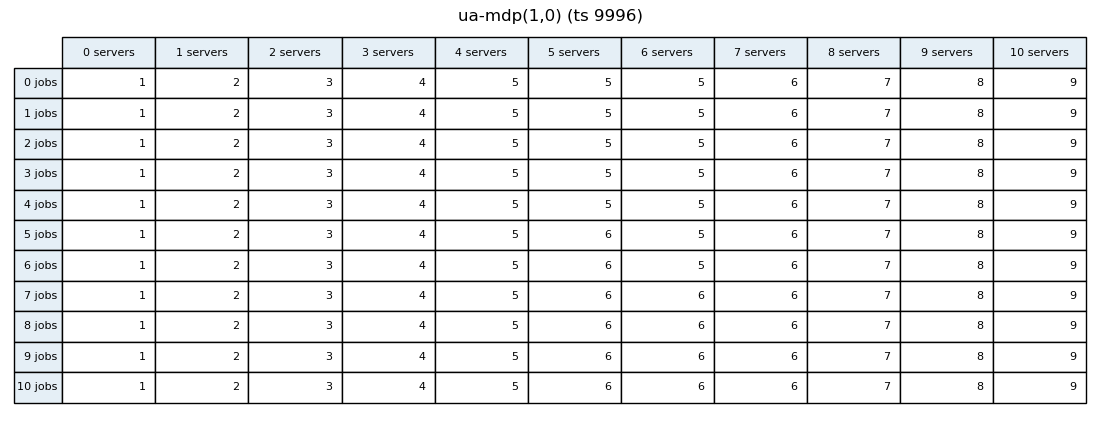 ua-mdp(1,0) (ts 9996)
0 servers 1 servers 2 servers 3 servers 4 servers 5 servers 6 servers 7 servers 8 servers 9 servers 10 servers
0 jobs 1 2 3 4 5 5 5 6 7 8 9
1 jobs 1 2 3 4 5 5 5 6 7 8 9
2 jobs 1 2 3 4 5 5 5 6 7 8 9
3 jobs 1 2 3 4 5 5 5 6 7 8 9
4 jobs 1 2 3 4 5 5 5 6 7 8 9
5 jobs 1 2 3 4 5 6 5 6 7 8 9
6 jobs 1 2 3 4 5 6 5 6 7 8 9
7 jobs 1 2 3 4 5 6 6 6 7 8 9
8 jobs 1 2 3 4 5 6 6 6 7 8 9
9 jobs 1 2 3 4 5 6 6 6 7 8 9
10 jobs 1 2 3 4 5 6 6 6 7 8 9